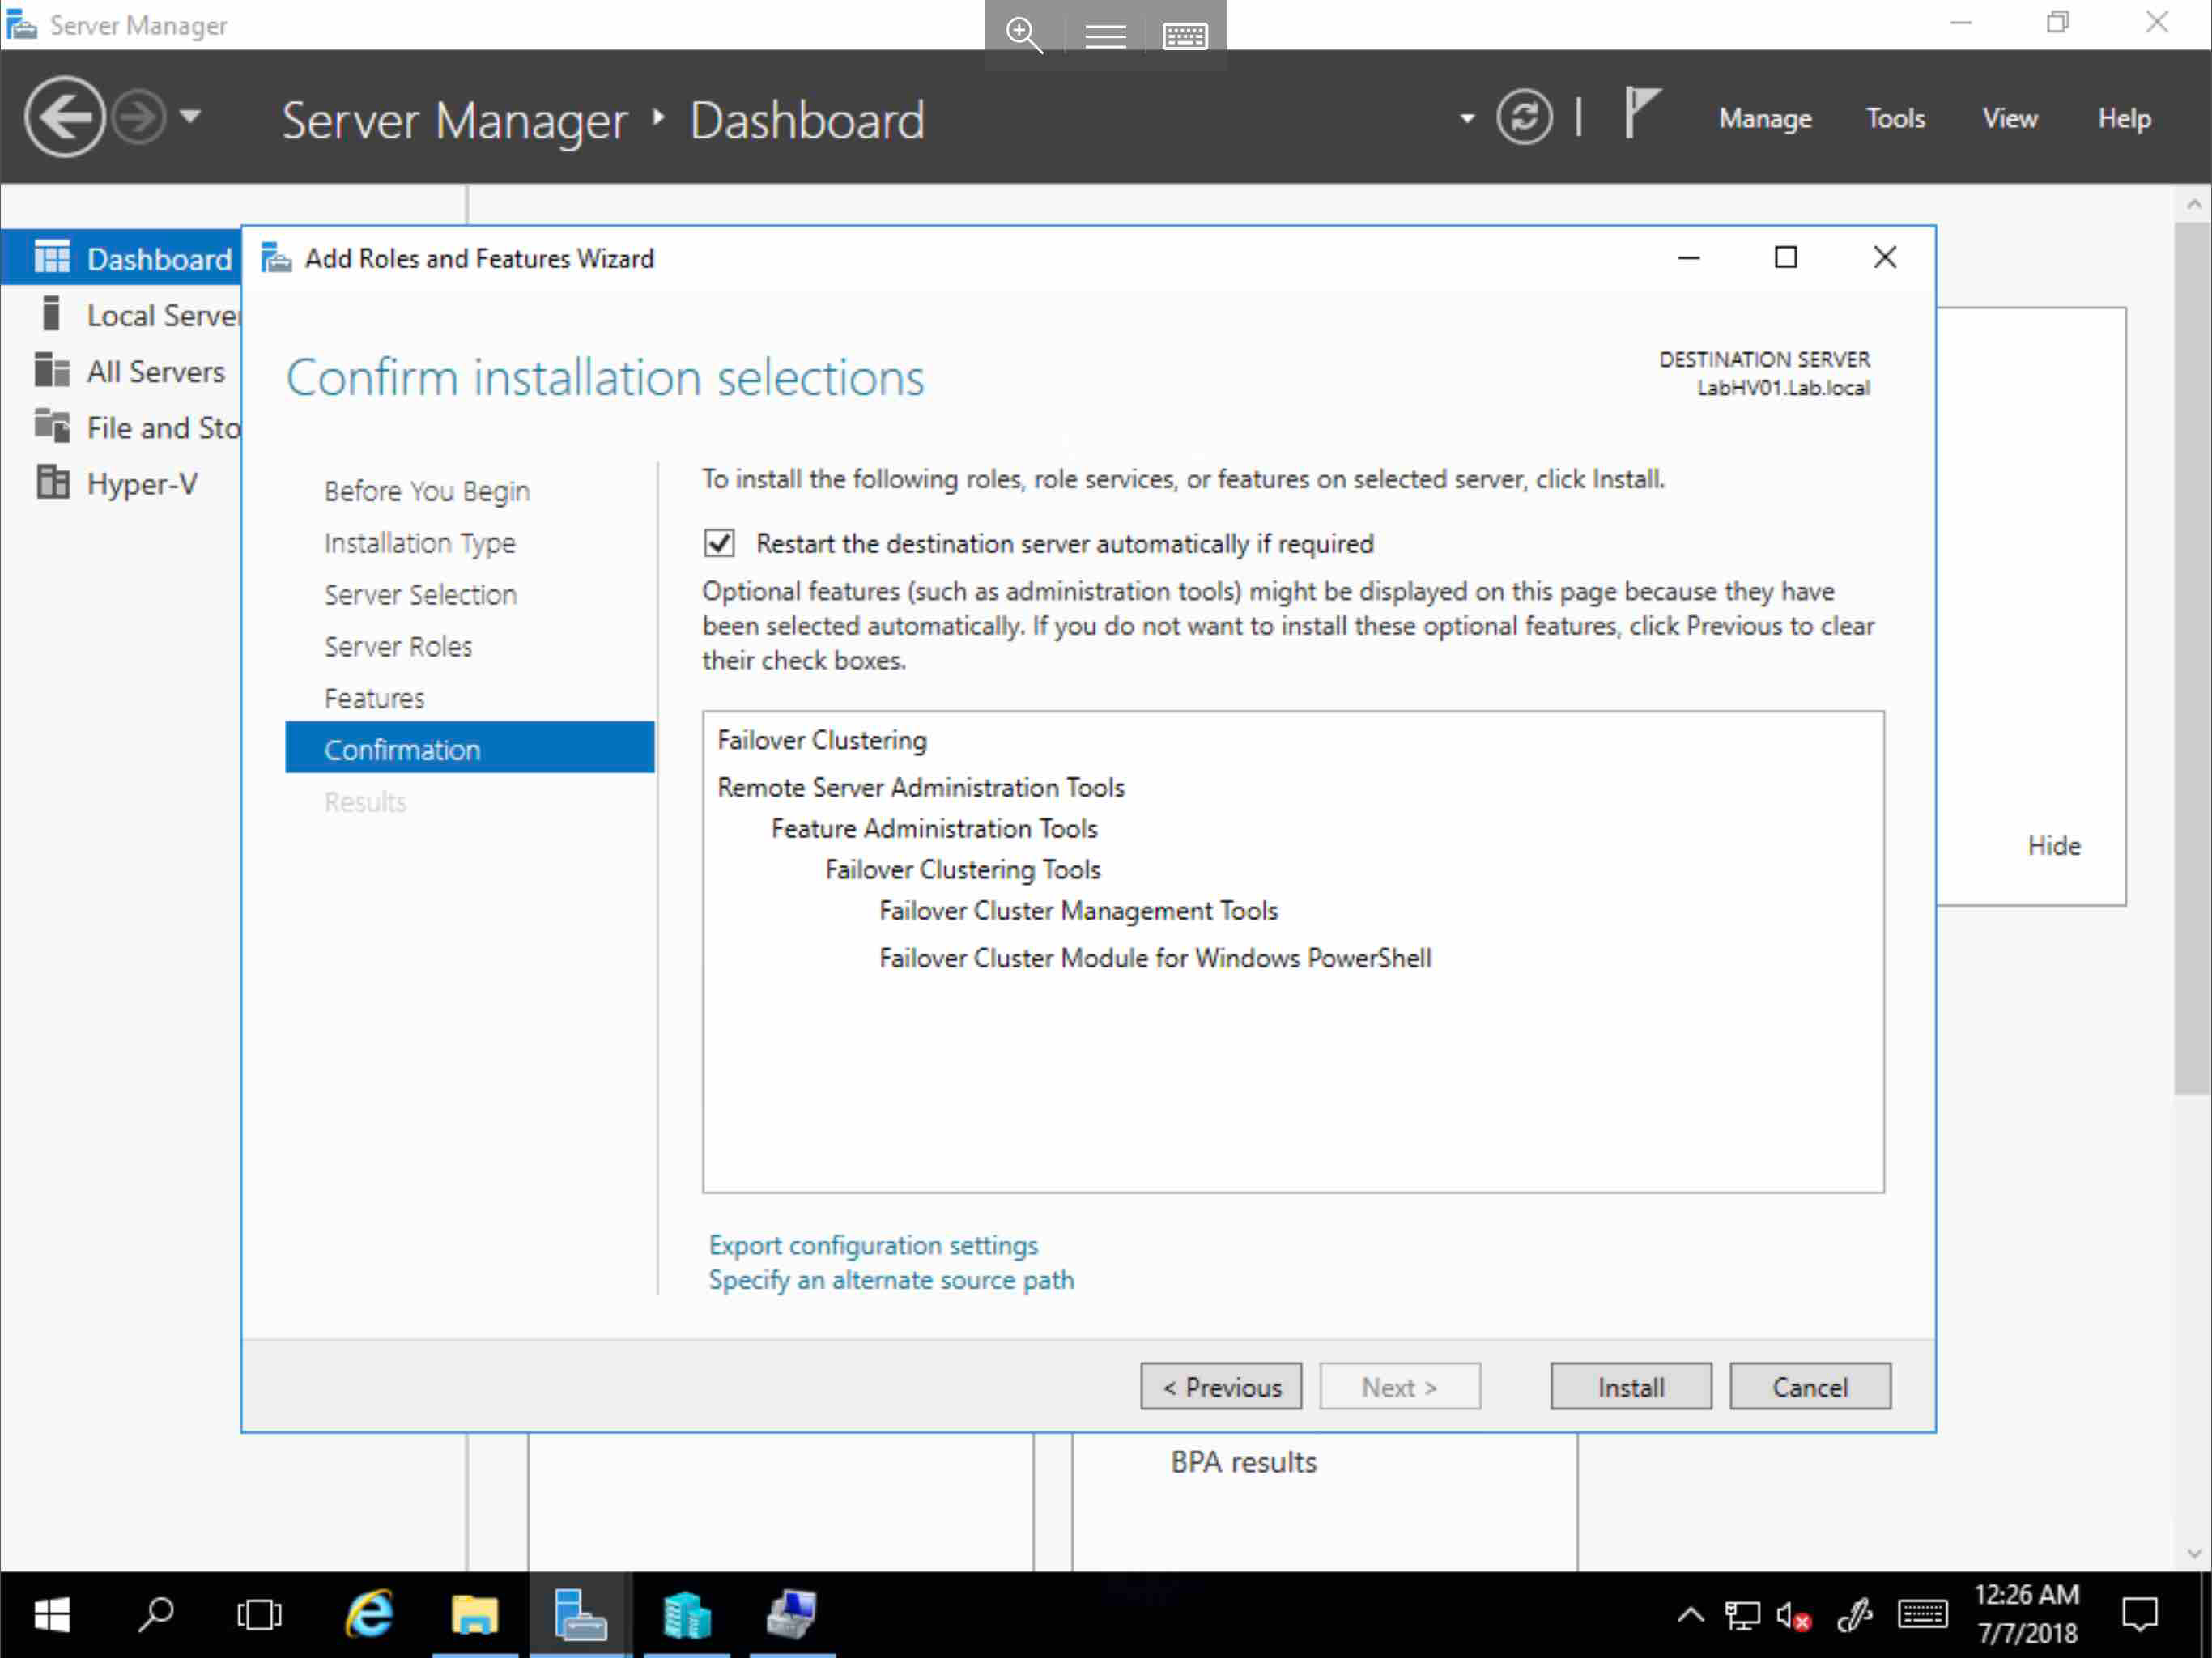 Server Manager
Server Manager ‣ Dashboard
Manage
Tools
View
Help
Dashboard
Local Server
All Servers
File and Sto
Hyper-V
Add Roles and Features Wizard
Confirm installation selections
DESTINATION SERVER
LabHV01.Lab.local
Before You Begin
Installation Type
Server Selection
Server Roles
Features
Confirmation
Results
To install the following roles, role services, or features on selected server, click Install.
Restart the destination server automatically if required
Optional features (such as administration tools) might be displayed on this page because they have
been selected automatically. If you do not want to install these optional features, click Previous to clear
their check boxes.
Failover Clustering
Remote Server Administration Tools
Feature Administration Tools
Failover Clustering Tools
Failover Cluster Management Tools
Failover Cluster Module for Windows PowerShell
Export configuration settings
Specify an alternate source path
< Previous
Next >
Install
Cancel
Hide
BPA results
12:26 AM
7/7/2018